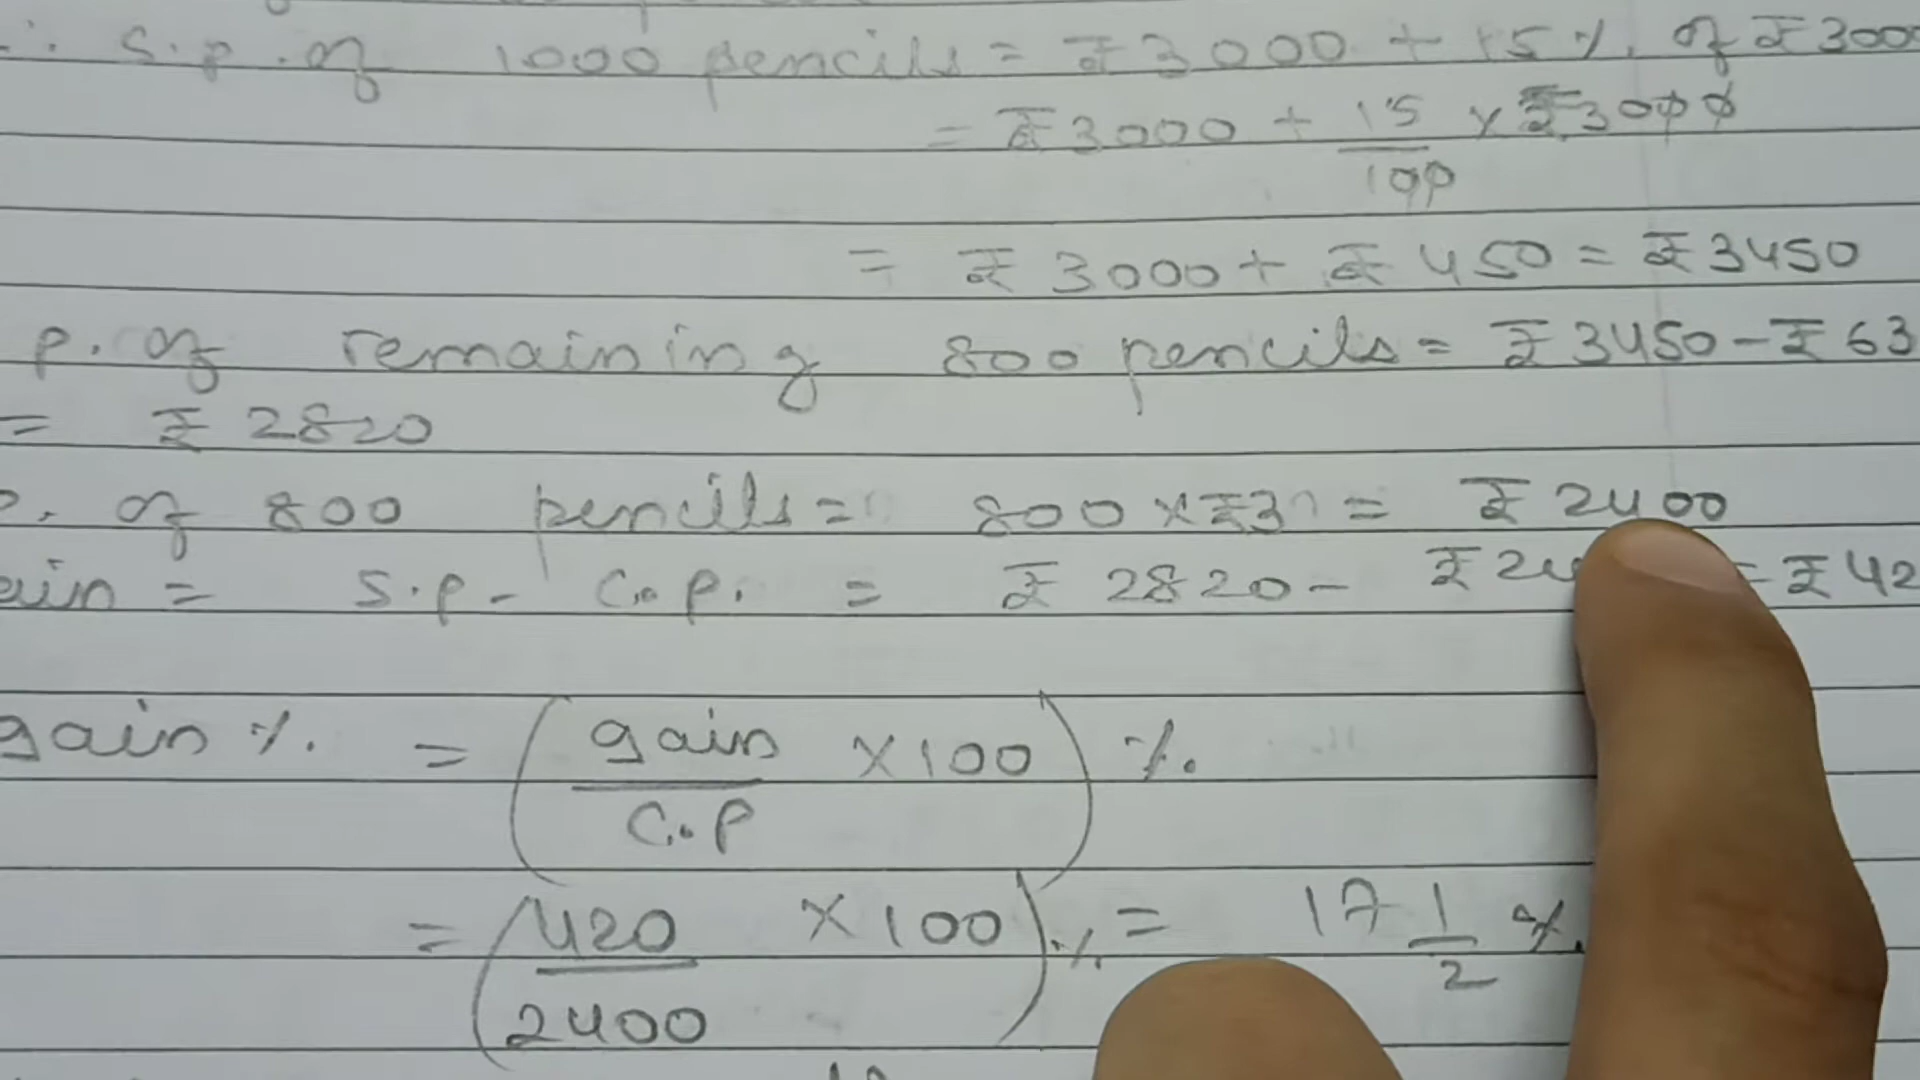 ∴ S.p. of 1000 pencils = ₹ 3000 + 15 % of ₹ 300
= ₹ 3000 + 15/100 × ₹ 3000
= ₹ 3000 + ₹ 450 = ₹ 3450
p. of remaining 800 pencils = ₹ 3450 - ₹ 63
= ₹ 2820
p. of 800 pencils = 800 × ₹ 3 = ₹ 2400
ain = S.p. - C.p. = ₹ 2820 - ₹ 24 = ₹ 42
gain % = (gain/C.P × 100) %
= (420/2400 × 100) % = 17 1/2 %